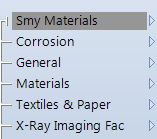 Smy Materials
Corrosion
General
Materials
Textiles & Paper
X-Ray Imaging Fac